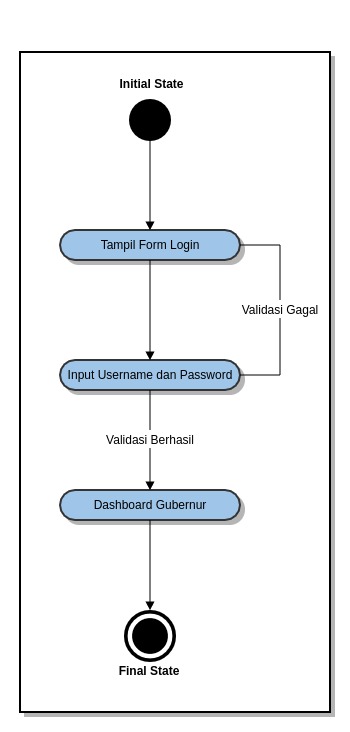 Initial State
Tampil Form Login
Validasi Gagal
Input Username dan Password
Validasi Berhasil
Dashboard Gubernur
Final State